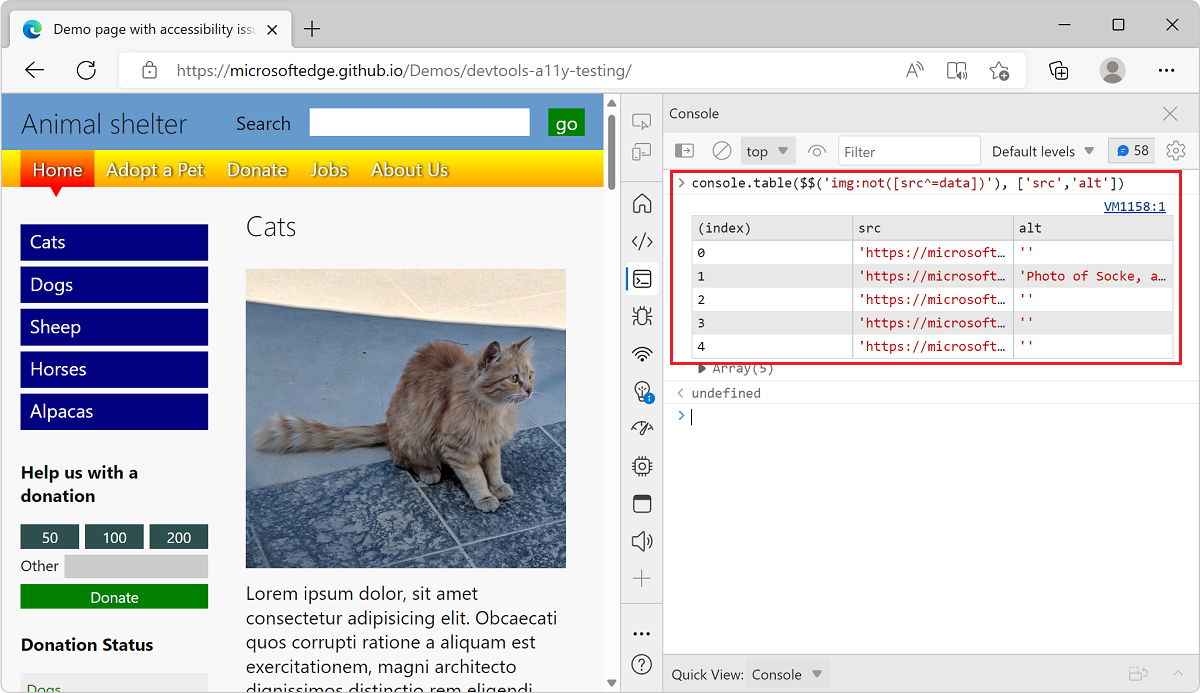 Demo page with accessibility issu
https://microsoftedge.github.io/Demos/devtools-a11y-testing/
Animal shelter
Search
go
Home
Adopt a Pet
Donate
Jobs
About Us
Cats
Dogs
Sheep
Horses
Alpacas
Help us with a
donation
50 100 200
Other
Donate
Donation Status
Dogs
Cats
Lorem ipsum dolor, sit amet
consectetur adipisicing elit. Obcaecati
quos corrupti ratione a aliquam est
exercitationem, magni architecto
dignissimos distinctio rem eligendi
Console
top
Filter
Default levels
58
> console.table($$('img:not([src^=data])'), ['src','alt'])
VM1158:1
(index) src alt
0 'https://microsoft… ''
1 'https://microsoft… 'Photo of Socke, a…
2 'https://microsoft… ''
3 'https://microsoft… ''
4 'https://microsoft… ''
▶ Array(5)
< undefined
>
Quick View: Console